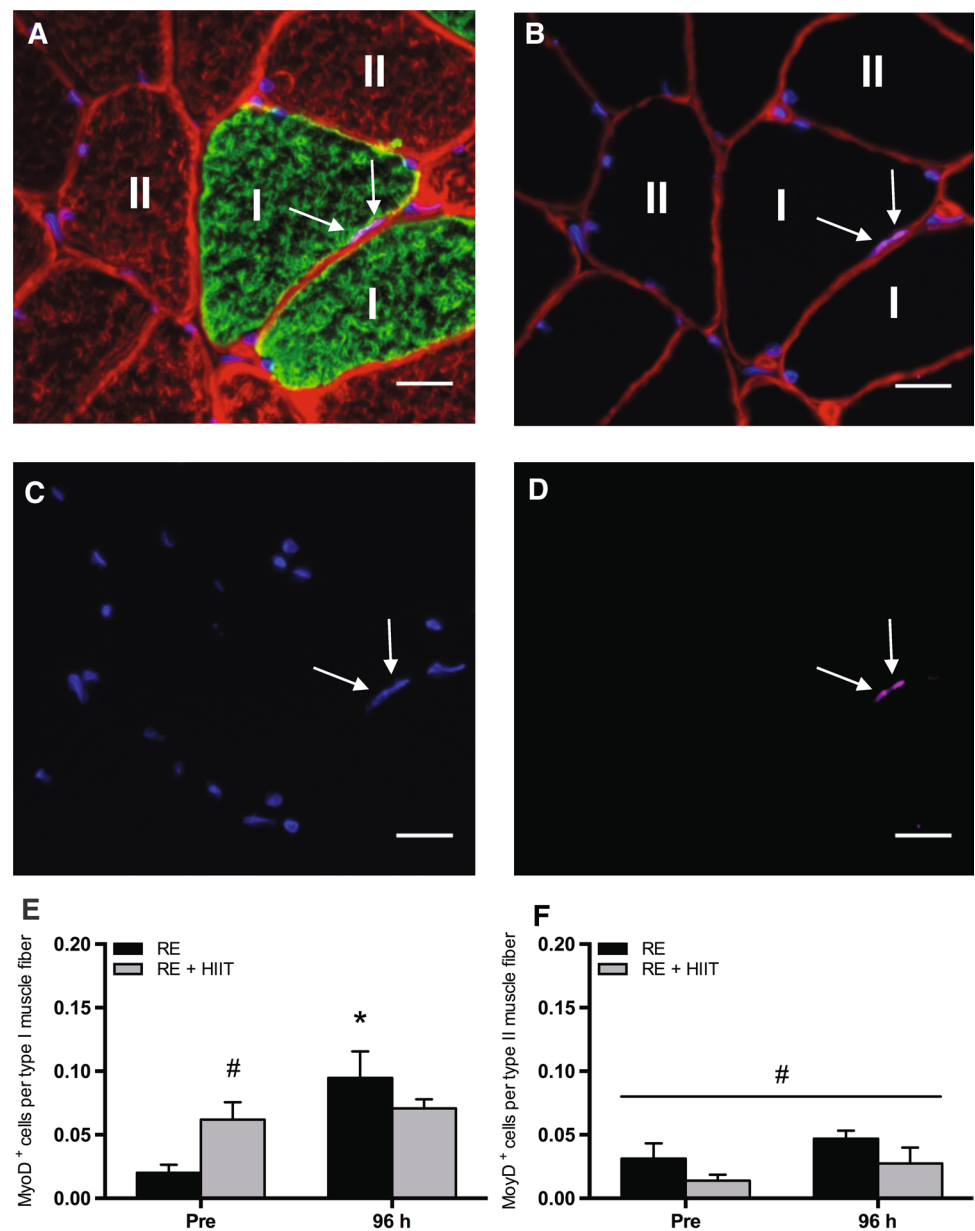 A
II
II
I
I
B
II
II
I
I
C
D
E
MyoD + cells per type I muscle fiber
0.20
0.15
0.10
0.05
0.00
RE
RE + HIIT
#
*
Pre
96 h
F
MoyD + cells per type II muscle fiber
0.20
0.15
0.10
0.05
0.00
RE
RE + HIIT
#
Pre
96 h